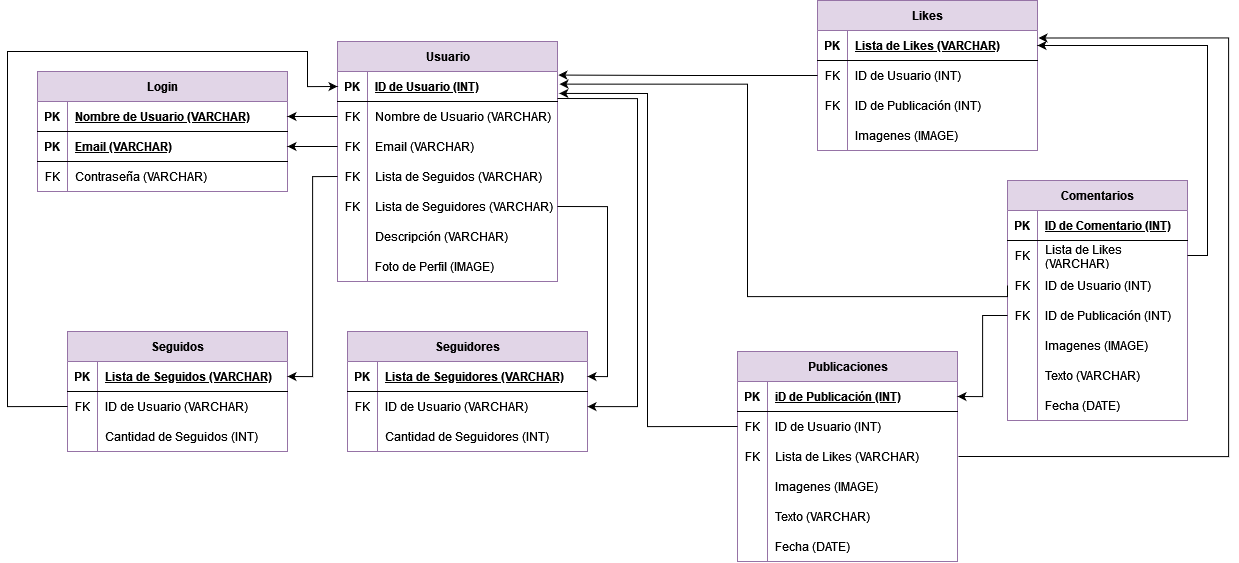 Likes
PK Lista de Likes (VARCHAR)
FK ID de Usuario (INT)
FK ID de Publicación (INT)
Imagenes (IMAGE)
Usuario
PK ID de Usuario (INT)
FK Nombre de Usuario (VARCHAR)
FK Email (VARCHAR)
FK Lista de Seguidos (VARCHAR)
FK Lista de Seguidores (VARCHAR)
Descripción (VARCHAR)
Foto de Perfil (IMAGE)
Login
PK Nombre de Usuario (VARCHAR)
PK Email (VARCHAR)
FK Contraseña (VARCHAR)
Comentarios
PK ID de Comentario (INT)
FK Lista de Likes
(VARCHAR)
FK ID de Usuario (INT)
FK ID de Publicación (INT)
Imagenes (IMAGE)
Texto (VARCHAR)
Fecha (DATE)
Seguidos
PK Lista de Seguidos (VARCHAR)
FK ID de Usuario (VARCHAR)
Cantidad de Seguidos (INT)
Seguidores
PK Lista de Seguidores (VARCHAR)
FK ID de Usuario (VARCHAR)
Cantidad de Seguidores (INT)
Publicaciones
PK iD de Publicación (INT)
FK ID de Usuario (INT)
FK Lista de Likes (VARCHAR)
Imagenes (IMAGE)
Texto (VARCHAR)
Fecha (DATE)